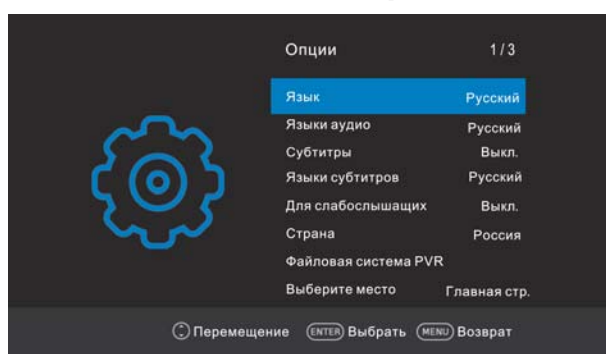 Опции 1/3
Язык Русский
Языки аудио Русский
Субтитры Выкл.
Языки субтитров Русский
Для слабослышащих Выкл.
Страна Россия
Файловая система PVR
Выберите место Главная стр.
Перемещение ENTER Выбрать MENU Возврат